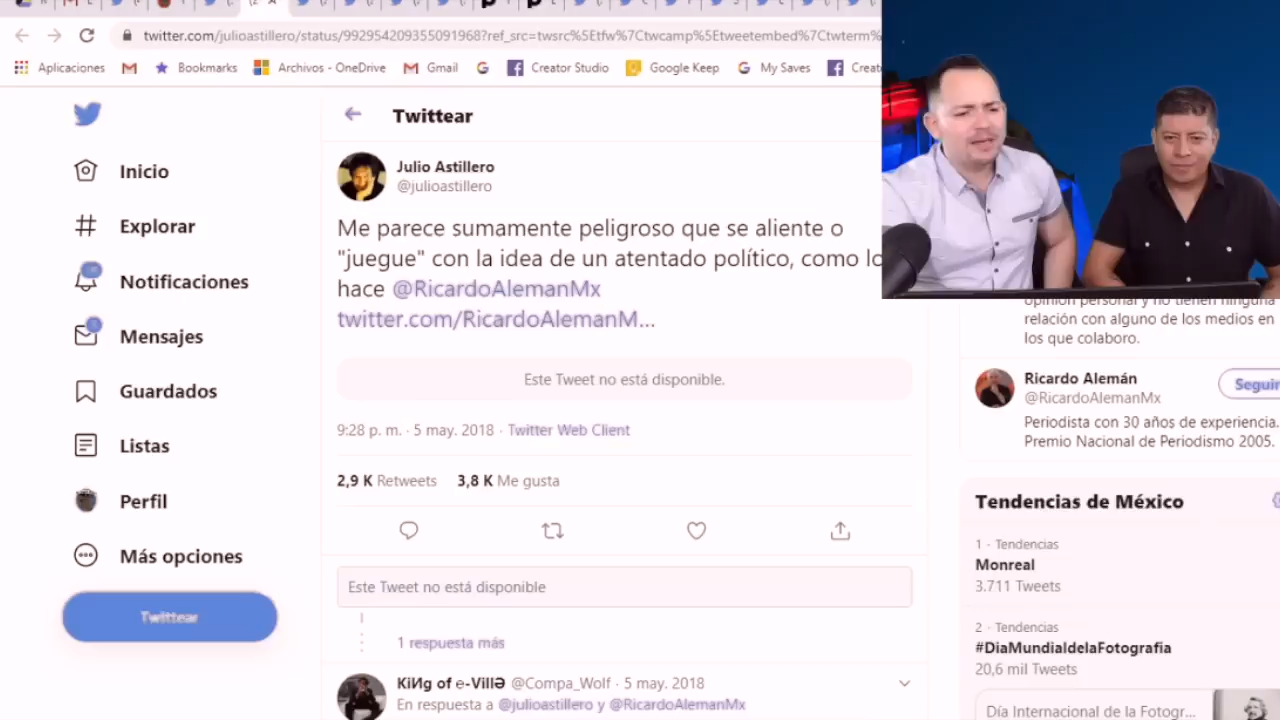 twitter.com/julioastillero/status/992954209355091968?ref_src=twsrc%5Etfw%7Ctwcamp%5Etweetembed%7Ctwterm%
Aplicaciones
Bookmarks
Archivos - OneDrive
Gmail
Creator Studio
Google Keep
My Saves
Twittear
Inicio
Explorar
Notificaciones
Mensajes
Guardados
Listas
Perfil
Más opciones
Twittear
Julio Astillero
@julioastillero
Me parece sumamente peligroso que se aliente o
"juegue" con la idea de un atentado político, como lo
hace @RicardoAlemanMx
twitter.com/RicardoAlemanM...
Este Tweet no está disponible.
9:28 p. m. · 5 may. 2018 · Twitter Web Client
2,9 K Retweets 3,8 K Me gusta
Este Tweet no está disponible
1 respuesta más
KiИg of e-VillƏ @Compa_Wolf · 5 may. 2018
En respuesta a @julioastillero y @RicardoAlemanMx
opinión personal y no tienen ninguna
relación con alguno de los medios en
los que colaboro.
Ricardo Alemán
@RicardoAlemanMx
Seguir
Periodista con 30 años de experiencia.
Premio Nacional de Periodismo 2005.
Tendencias de México
1 · Tendencias
Monreal
3.711 Tweets
2 · Tendencias
#DiaMundialdelaFotografia
20,6 mil Tweets
Día Internacional de la Fotogr...